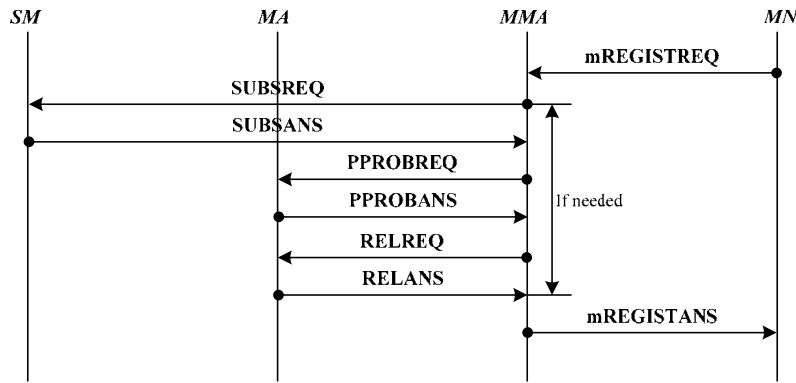 SM MA MMA MN
mREGISTREQ
SUBSREQ
SUBSANS
PPROBREQ
PPROBANS
If needed
RELREQ
RELANS
mREGISTANS